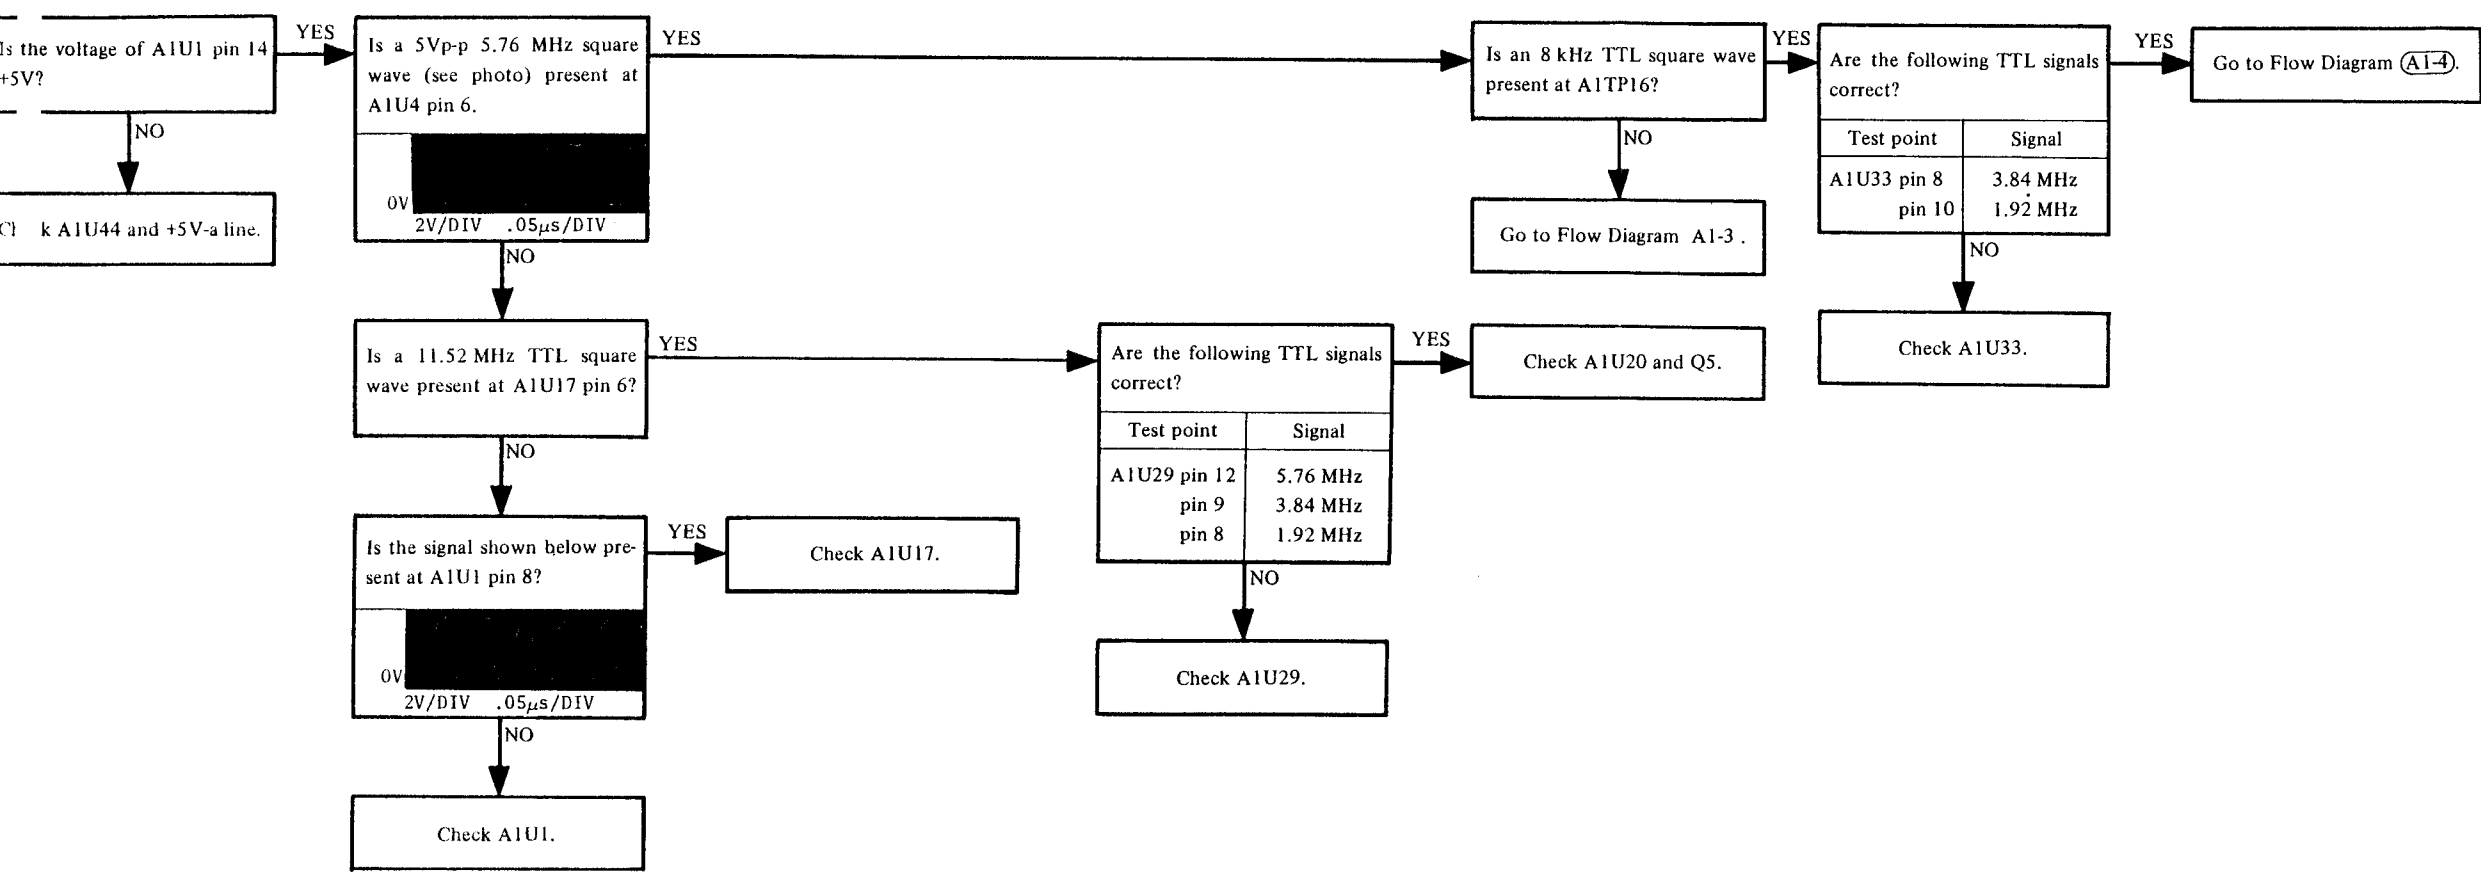 Is the voltage of A1U1 pin 14
+5V?
YES
NO
k A1U44 and +5V-a line.
Is a 5Vp-p 5.76 MHz square
wave (see photo) present at
A1U4 pin 6.
0V
2V/DIV .05µs/DIV
YES
NO
Is an 8 kHz TTL square wave
present at A1TP16?
YES
NO
Go to Flow Diagram A1-3 .
Are the following TTL signals
correct?
Test point Signal
A1U33 pin 8 3.84 MHz
pin 10 1.92 MHz
YES
NO
Go to Flow Diagram A1-4.
Check A1U33.
Is a 11.52 MHz TTL square
wave present at A1U17 pin 6?
YES
NO
Are the following TTL signals
correct?
Test point Signal
A1U29 pin 12 5.76 MHz
pin 9 3.84 MHz
pin 8 1.92 MHz
YES
NO
Check A1U20 and Q5.
Check A1U29.
Is the signal shown below pre-
sent at A1U1 pin 8?
0V
2V/DIV .05µs/DIV
YES
NO
Check A1U17.
Check A1U1.